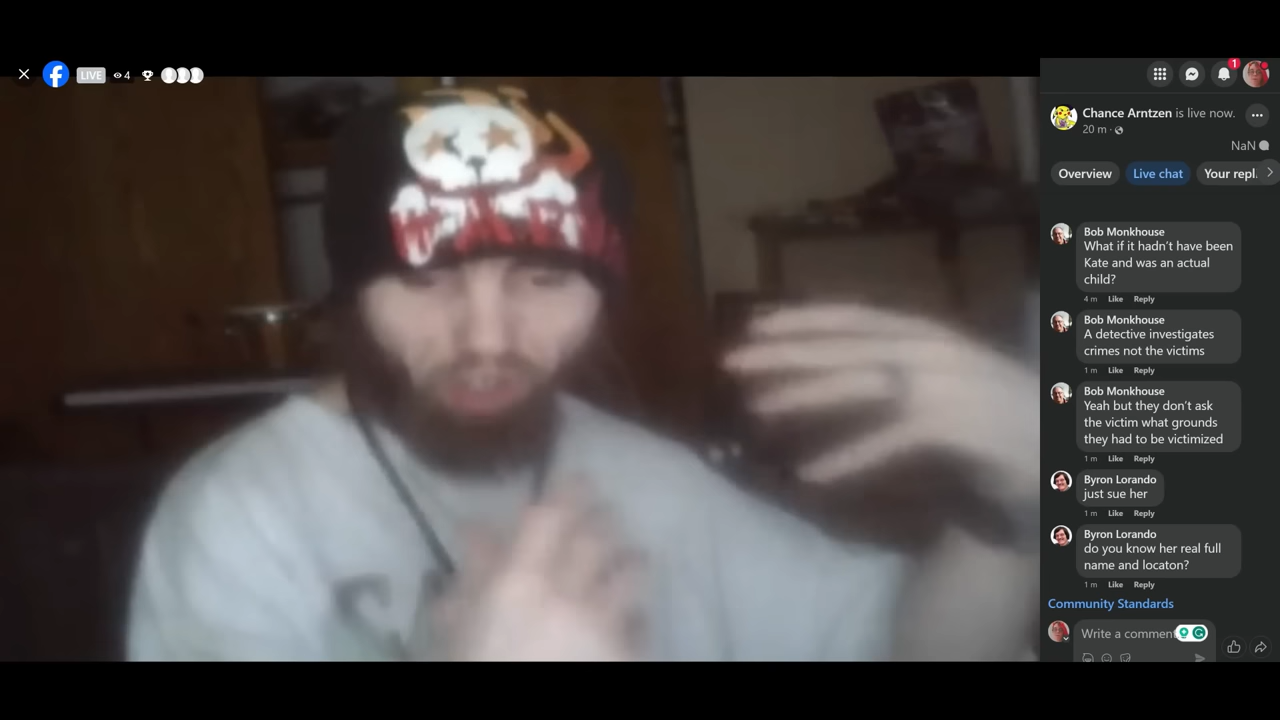 LIVE
4
1
Chance Arntzen is live now.
20 m ·
NaN
Overview
Live chat
Your repl
Bob Monkhouse
What if it hadn't have been
Kate and was an actual
child?
4 m Like Reply
Bob Monkhouse
A detective investigates
crimes not the victims
1 m Like Reply
Bob Monkhouse
Yeah but they don't ask
the victim what grounds
they had to be victimized
1 m Like Reply
Byron Lorando
just sue her
1 m Like Reply
Byron Lorando
do you know her real full
name and locaton?
1 m Like Reply
Community Standards
Write a comment